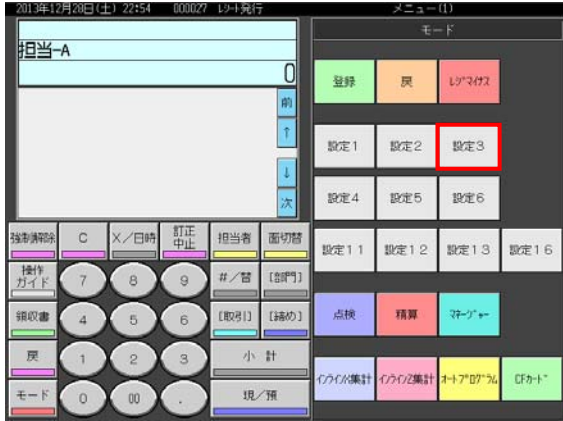 2013年12月28日(土) 22:54 000027 レシート発行 メニュー(1)
担当-A
0
前
↑
↓
次
強制解除 C X／日時 訂正中止 担当者 面切替
操作ガイド 7 8 9 #／替 [部門]
領収書 4 5 6 [取引] [締め]
戻 1 2 3 小 計
モード 0 00 . 現／預
モード
登録 戻 レジマイナス
設定1 設定2 設定3
設定4 設定5 設定6
設定11 設定12 設定13 設定16
点検 精算 マネージャー
インラインX集計 インラインZ集計 オートプログラム CFカード